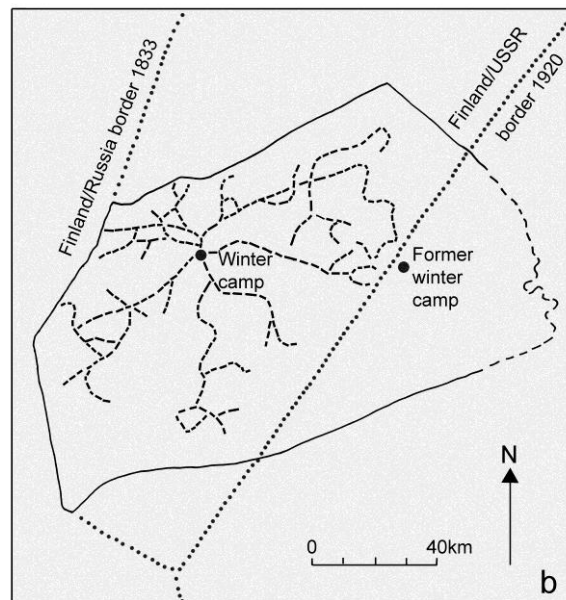 Finland/Russia border 1833
Finland/USSR
border 1920
Winter
camp
Former
winter
camp
N
0 40km
b